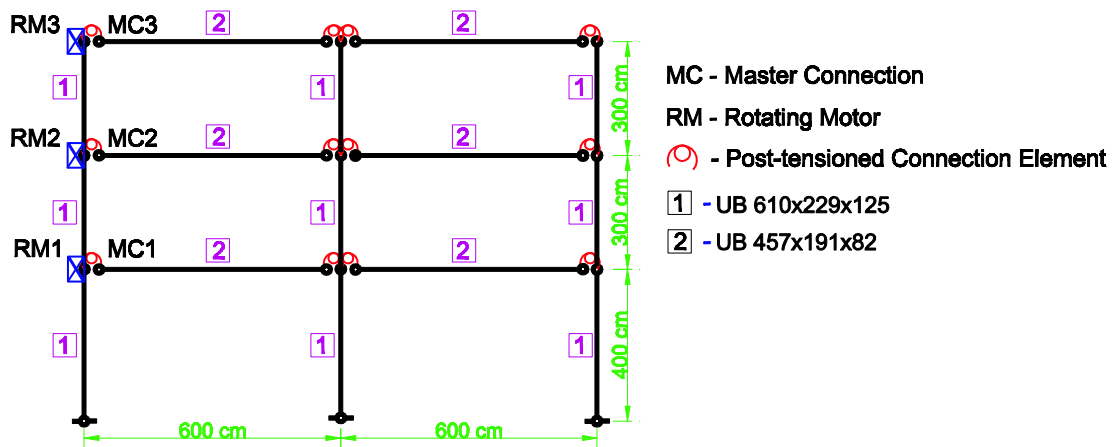 RM3 MC3 2 2
1 1 1
300 cm
RM2 MC2 2 2
1 1 1
300 cm
RM1 MC1 2 2
1 1 1
400 cm
600 cm 600 cm
MC - Master Connection
RM - Rotating Motor
- Post-tensioned Connection Element
1 - UB 610x229x125
2 - UB 457x191x82